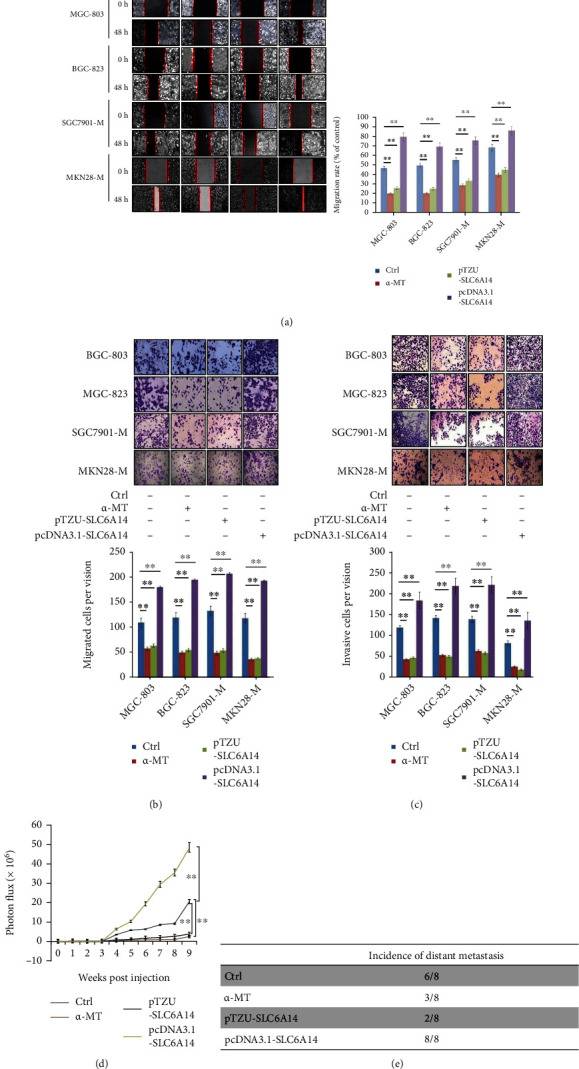 MGC-803
0 h
48 h
BGC-823
0 h
48 h
SGC7901-M
0 h
48 h
MKN28-M
0 h
48 h
Migration rate (% of control)
100
90
80
70
60
50
40
30
20
10
0
** ** ** **
** ** ** **
** ** ** **
MGC-803
BGC-823
SGC7901-M
MKN28-M
Ctrl
α-MT
pTZU
-SLC6A14
pcDNA3.1
-SLC6A14
(a)
BGC-803
MGC-823
SGC7901-M
MKN28-M
Ctrl – – – –
α-MT – + – –
pTZU-SLC6A14 – – + –
pcDNA3.1-SLC6A14 – – – +
Migrated cells per vision
250
200
150
100
50
0
** ** ** **
** ** ** **
** ** ** **
MGC-803
BGC-823
SGC7901-M
MKN28-M
Ctrl
α-MT
pTZU
-SLC6A14
pcDNA3.1
-SLC6A14
(b)
BGC-803
MGC-823
SGC7901-M
MKN28-M
Ctrl – – – –
α-MT – + – –
pTZU-SLC6A14 – – + –
pcDNA3.1-SLC6A14 – – – +
Invasive cells per vision
300
250
200
150
100
50
0
** ** ** **
** ** ** **
** ** ** **
MGC-803
BGC-823
SGC7901-M
MKN28-M
Ctrl
α-MT
pTZU
-SLC6A14
pcDNA3.1
-SLC6A14
(c)
Photon flux (× 10⁶)
60
50
40
30
20
10
0
−10
**
** **
0 1 2 3 4 5 6 7 8 9
Weeks post injection
Ctrl
α-MT
pTZU
-SLC6A14
pcDNA3.1
-SLC6A14
(d)
Incidence of distant metastasis
Ctrl 6/8
α-MT 3/8
pTZU-SLC6A14 2/8
pcDNA3.1-SLC6A14 8/8
(e)